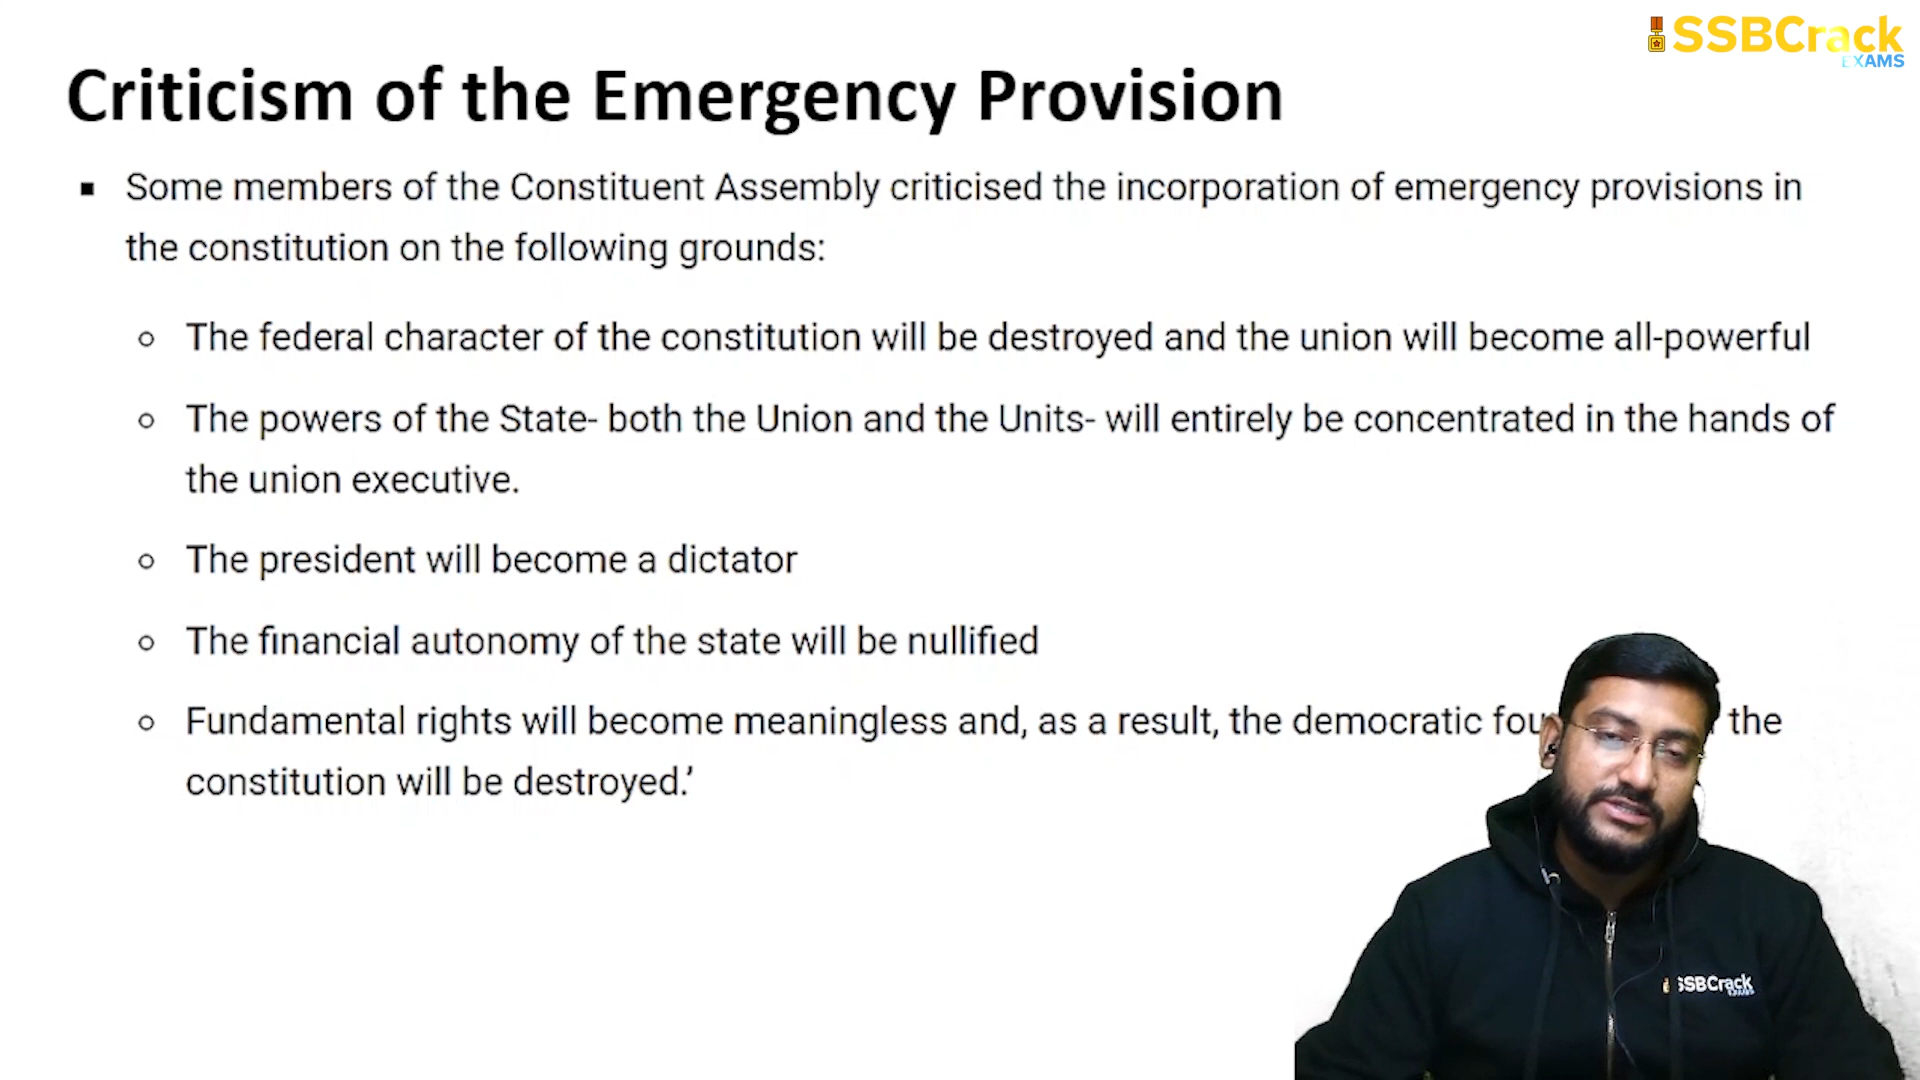 SSBCrack
EXAMS
Criticism of the Emergency Provision
▪ Some members of the Constituent Assembly criticised the incorporation of emergency provisions in
the constitution on the following grounds:
○ The federal character of the constitution will be destroyed and the union will become all-powerful
○ The powers of the State- both the Union and the Units- will entirely be concentrated in the hands of
the union executive.
○ The president will become a dictator
○ The financial autonomy of the state will be nullified
○ Fundamental rights will become meaningless and, as a result, the democratic the
constitution will be destroyed.’
SSBCrack
EXAMS